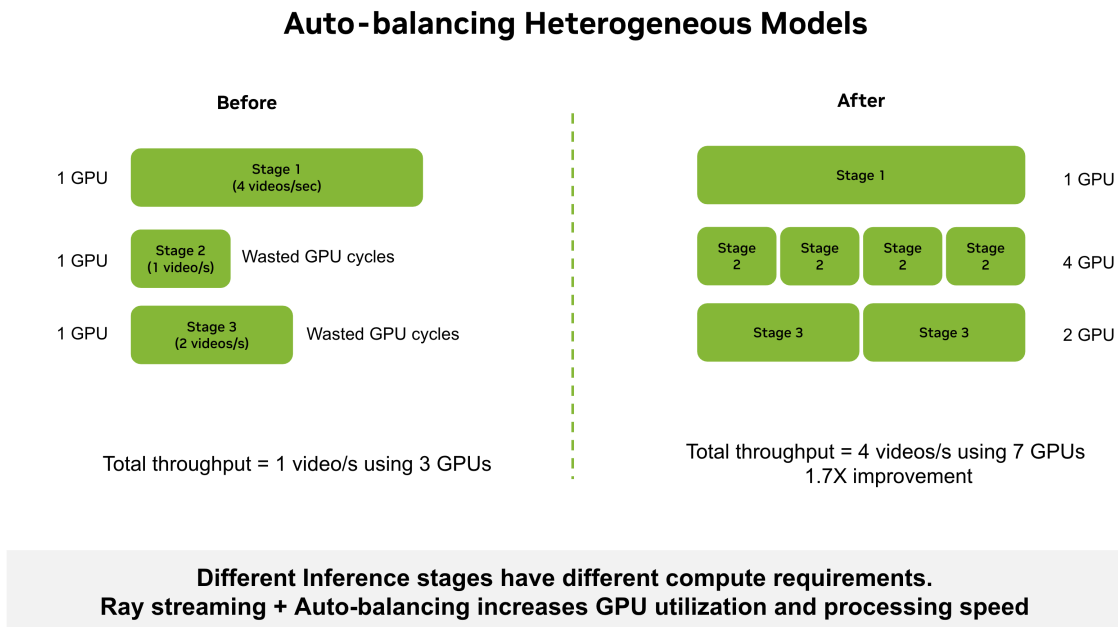 Auto-balancing Heterogeneous Models
Before
1 GPU
Stage 1
(4 videos/sec)
1 GPU
Stage 2
(1 video/s)
Wasted GPU cycles
1 GPU
Stage 3
(2 videos/s)
Wasted GPU cycles
Total throughput = 1 video/s using 3 GPUs
After
Stage 1
1 GPU
Stage
2
Stage
2
Stage
2
Stage
2
4 GPU
Stage 3
Stage 3
2 GPU
Total throughput = 4 videos/s using 7 GPUs
1.7X improvement
Different Inference stages have different compute requirements.
Ray streaming + Auto-balancing increases GPU utilization and processing speed